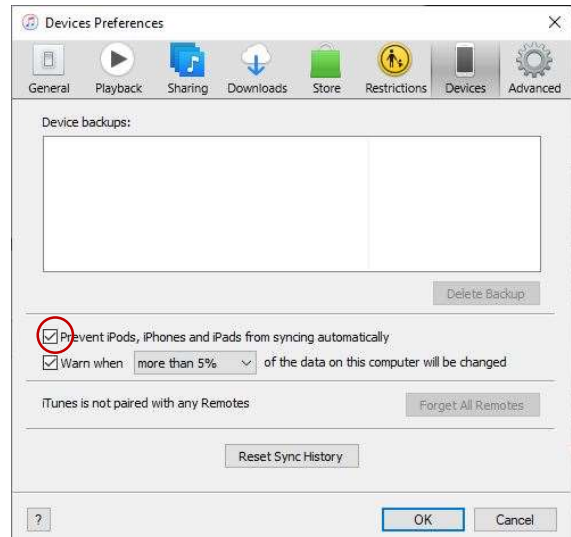 Devices Preferences
General Playback Sharing Downloads Store Restrictions Devices Advanced
Device backups:
Delete Backup
Prevent iPods, iPhones and iPads from syncing automatically
Warn when more than 5% of the data on this computer will be changed
iTunes is not paired with any Remotes Forget All Remotes
Reset Sync History
? OK Cancel